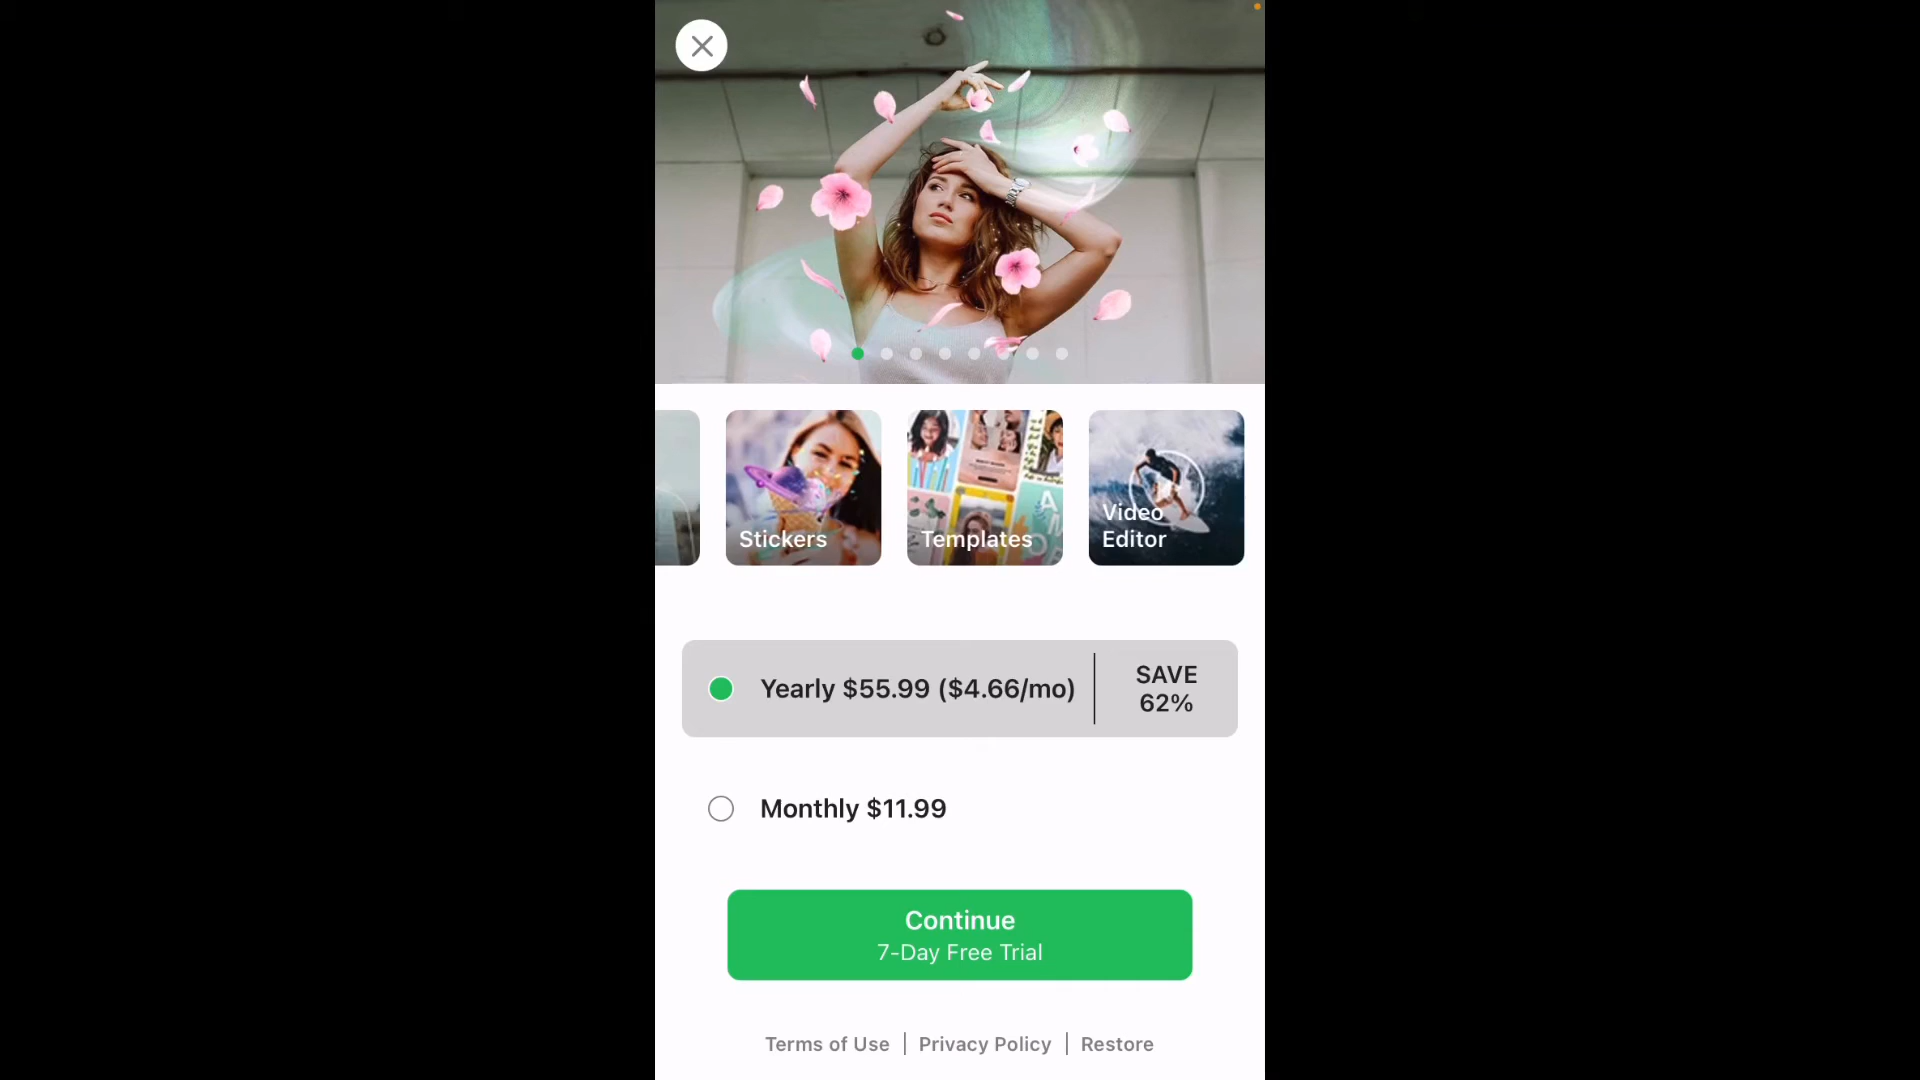 Stickers
Templates
Video
Editor
Yearly $55.99 ($4.66/mo)
SAVE
62%
Monthly $11.99
Continue
7-Day Free Trial
Terms of Use | Privacy Policy | Restore